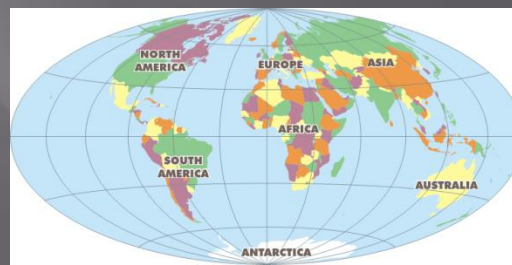 NORTH
AMERICA
EUROPE
ASIA
AFRICA
SOUTH
AMERICA
AUSTRALIA
ANTARCTICA